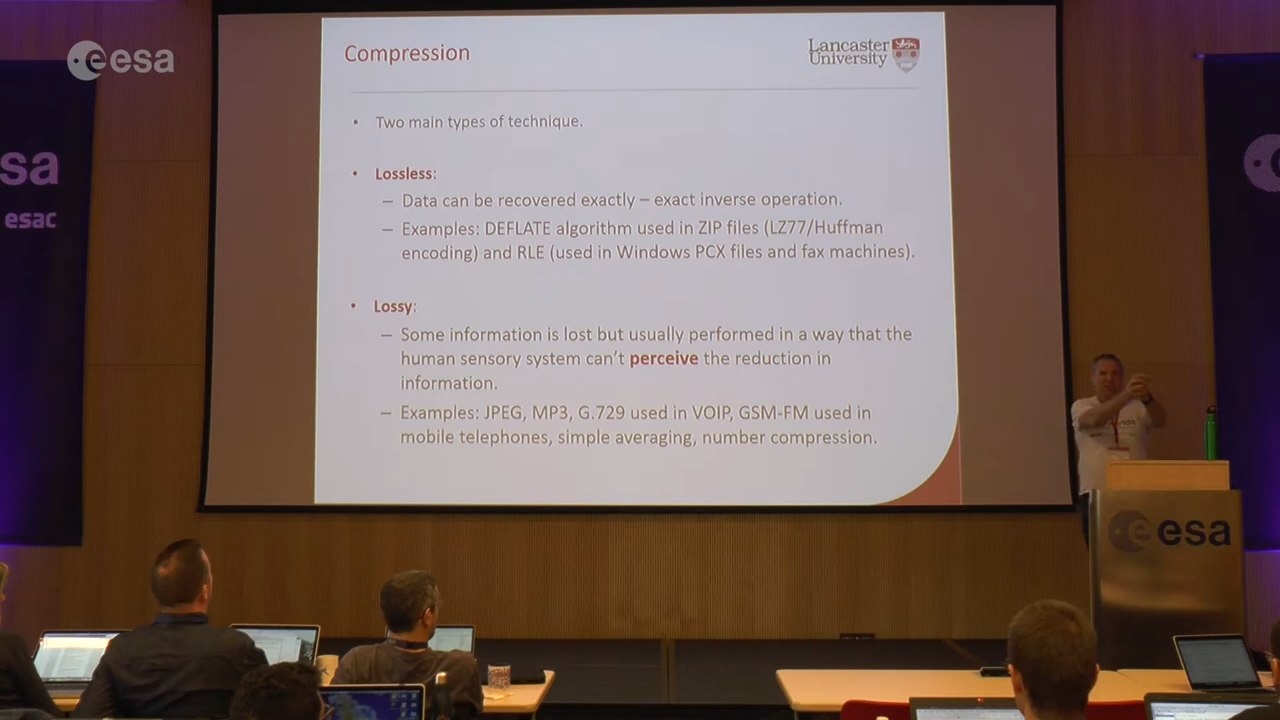 esa
Compression
Lancaster
University
• Two main types of technique.
• Lossless:
– Data can be recovered exactly – exact inverse operation.
– Examples: DEFLATE algorithm used in ZIP files (LZ77/Huffman
encoding) and RLE (used in Windows PCX files and fax machines).
• Lossy:
– Some information is lost but usually performed in a way that the
human sensory system can't perceive the reduction in
information.
– Examples: JPEG, MP3, G.729 used in VOIP, GSM-FM used in
mobile telephones, simple averaging, number compression.
sa
esac
esa